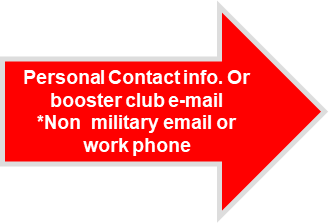 Personal Contact info. Or
booster club e-mail
*Non military email or
work phone